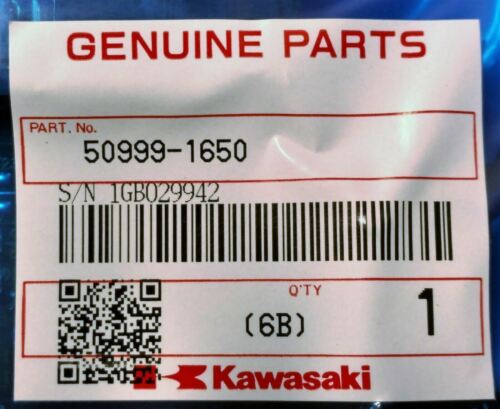 GENUINE PARTS
PART. No.
50999-1650
S/N 1GB029942
Q'TY
(6B) 1
Kawasaki